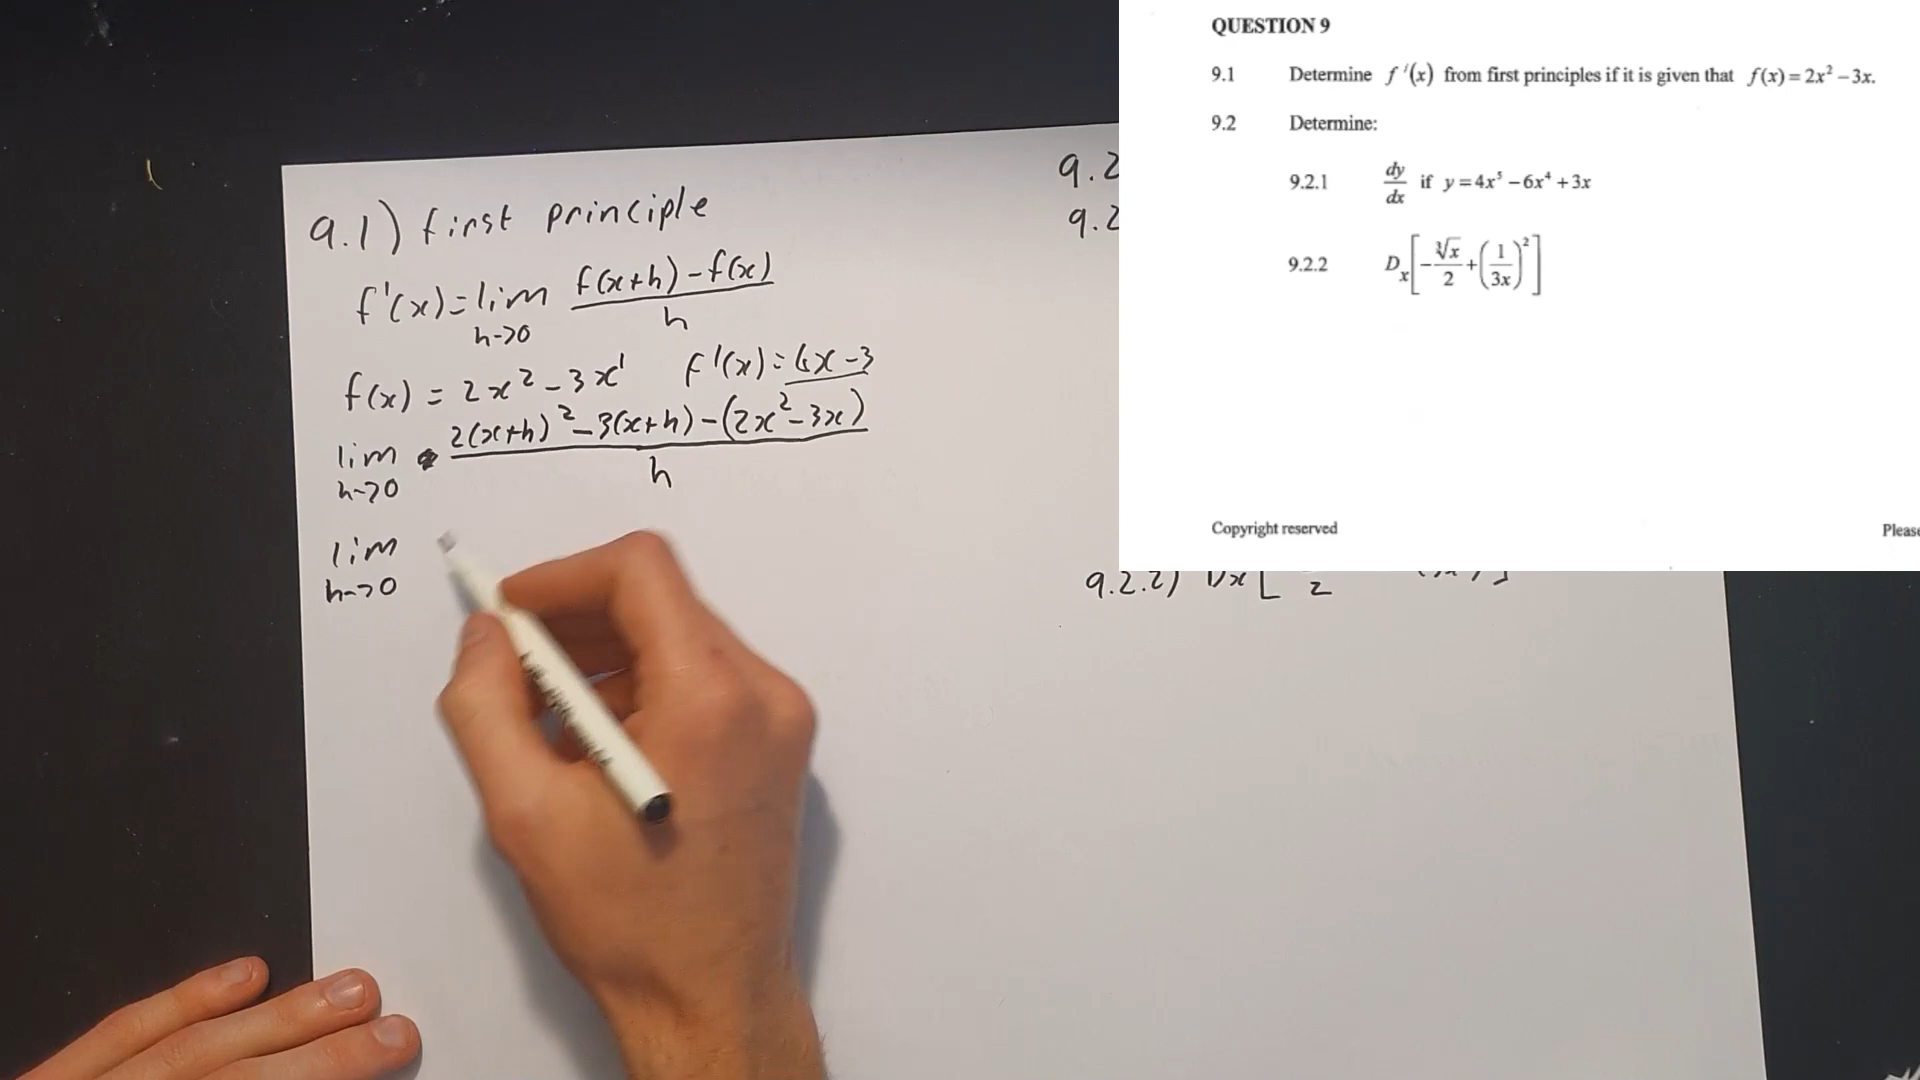 9.1) first principle
f'(x) = lim h->0 f(x+h) - f(x) / h
f(x) = 2x² - 3x¹ f'(x) = 4x - 3
lim h->0 2(x+h)² - 3(x+h) - (2x² - 3x) / h
lim h->0
9.2
9.2
9.2.2) Dx[ 2
QUESTION 9
9.1 Determine f '(x) from first principles if it is given that f(x) = 2x² – 3x.
9.2 Determine:
9.2.1 dy/dx if y = 4x⁵ – 6x⁴ + 3x
9.2.2 Dₓ[-∛x/2 + (1/3x)²]
Copyright reserved
Please